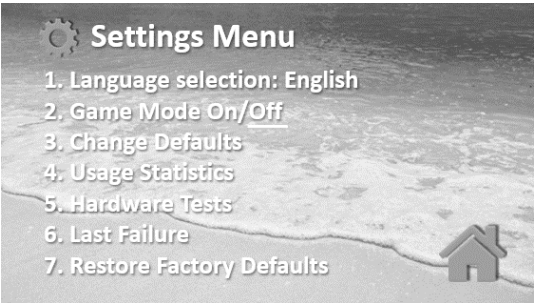 Settings Menu
1. Language selection: English
2. Game Mode On/Off
3. Change Defaults
4. Usage Statistics
5. Hardware Tests
6. Last Failure
7. Restore Factory Defaults